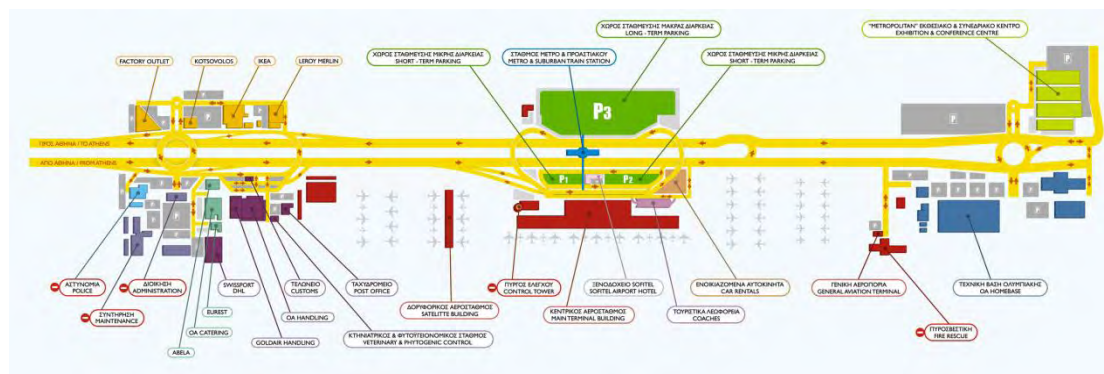 ΧΩΡΟΣ ΣΤΑΘΜΕΥΣΗΣ ΜΑΚΡΑΣ ΔΙΑΡΚΕΙΑΣ
LONG - TERM PARKING
"METROPOLITAN" ΕΚΘΕΣΙΑΚΟ & ΣΥΝΕΔΡΙΑΚΟ ΚΕΝΤΡΟ
EXHIBITION & CONFERENCE CENTRE
FACTORY OUTLET
KOTSOVOLOS
IKEA
LEROY MERLIN
ΧΩΡΟΣ ΣΤΑΘΜΕΥΣΗΣ ΜΙΚΡΗΣ ΔΙΑΡΚΕΙΑΣ
SHORT - TERM PARKING
ΣΤΑΘΜΟΣ ΜΕΤΡΟ & ΠΡΟΑΣΤΙΑΚΟΥ
METRO & SUBURBAN TRAIN STATION
ΧΩΡΟΣ ΣΤΑΘΜΕΥΣΗΣ ΜΙΚΡΗΣ ΔΙΑΡΚΕΙΑΣ
SHORT - TERM PARKING
P3
ΠΡΟΣ ΑΘΗΝΑ / TO ATHENS
ΑΠΟ ΑΘΗΝΑ / FROM ATHENS
P1
P2
ΑΣΤΥΝΟΜΙΑ
POLICE
ΔΙΟΙΚΗΣΗ
ADMINISTRATION
SWISSPORT
DHL
ΤΕΛΩΝΕΙΟ
CUSTOMS
ΤΑΧΥΔΡΟΜΕΙΟ
POST OFFICE
ΠΥΡΓΟΣ ΕΛΕΓΧΟΥ
CONTROL TOWER
ΞΕΝΟΔΟΧΕΙΟ SOFITEL
SOFITEL AIRPORT HOTEL
ΕΝΟΙΚΙΑΖΟΜΕΝΑ ΑΥΤΟΚΙΝΗΤΑ
CAR RENTALS
ΓΕΝΙΚΗ ΑΕΡΟΠΟΡΙΑ
GENERAL AVIATION TERMINAL
ΤΕΧΝΙΚΗ ΒΑΣΗ ΟΛΥΜΠΙΑΚΗΣ
OA HOMEBASE
ΣΥΝΤΗΡΗΣΗ
MAINTENANCE
EUREST
OA HANDLING
ΔΟΡΥΦΟΡΙΚΟΣ ΑΕΡΟΣΤΑΘΜΟΣ
SATELITTE BUILDING
ΚΕΝΤΡΙΚΟΣ ΑΕΡΟΣΤΑΘΜΟΣ
MAIN TERMINAL BUILDING
ΤΟΥΡΙΣΤΙΚΑ ΛΕΩΦΟΡΕΙΑ
COACHES
OA CATERING
GOLDAIR HANDLING
ΚΤΗΝΙΑΤΡΙΚΟΣ & ΦΥΤΟΥΓΕΙΟΝΟΜΙΚΟΣ ΣΤΑΘΜΟΣ
VETERINARY & PHYTOGENIC CONTROL
ΠΥΡΟΣΒΕΣΤΙΚΗ
FIRE RESCUE
ABELA